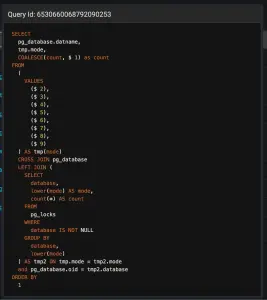 Query Id: 6530660068792090253
SELECT
pg_database.datname,
tmp.mode,
COALESCE(count, $ 1) as count
FROM
(
VALUES
($ 2),
($ 3),
($ 4),
($ 5),
($ 6),
($ 7),
($ 8),
($ 9)
) AS tmp(mode)
CROSS JOIN pg_database
LEFT JOIN (
SELECT
database,
lower(mode) AS mode,
count(*) AS count
FROM
pg_locks
WHERE
database IS NOT NULL
GROUP BY
database,
lower(mode)
) AS tmp2 ON tmp.mode = tmp2.mode
and pg_database.oid = tmp2.database
ORDER BY
1